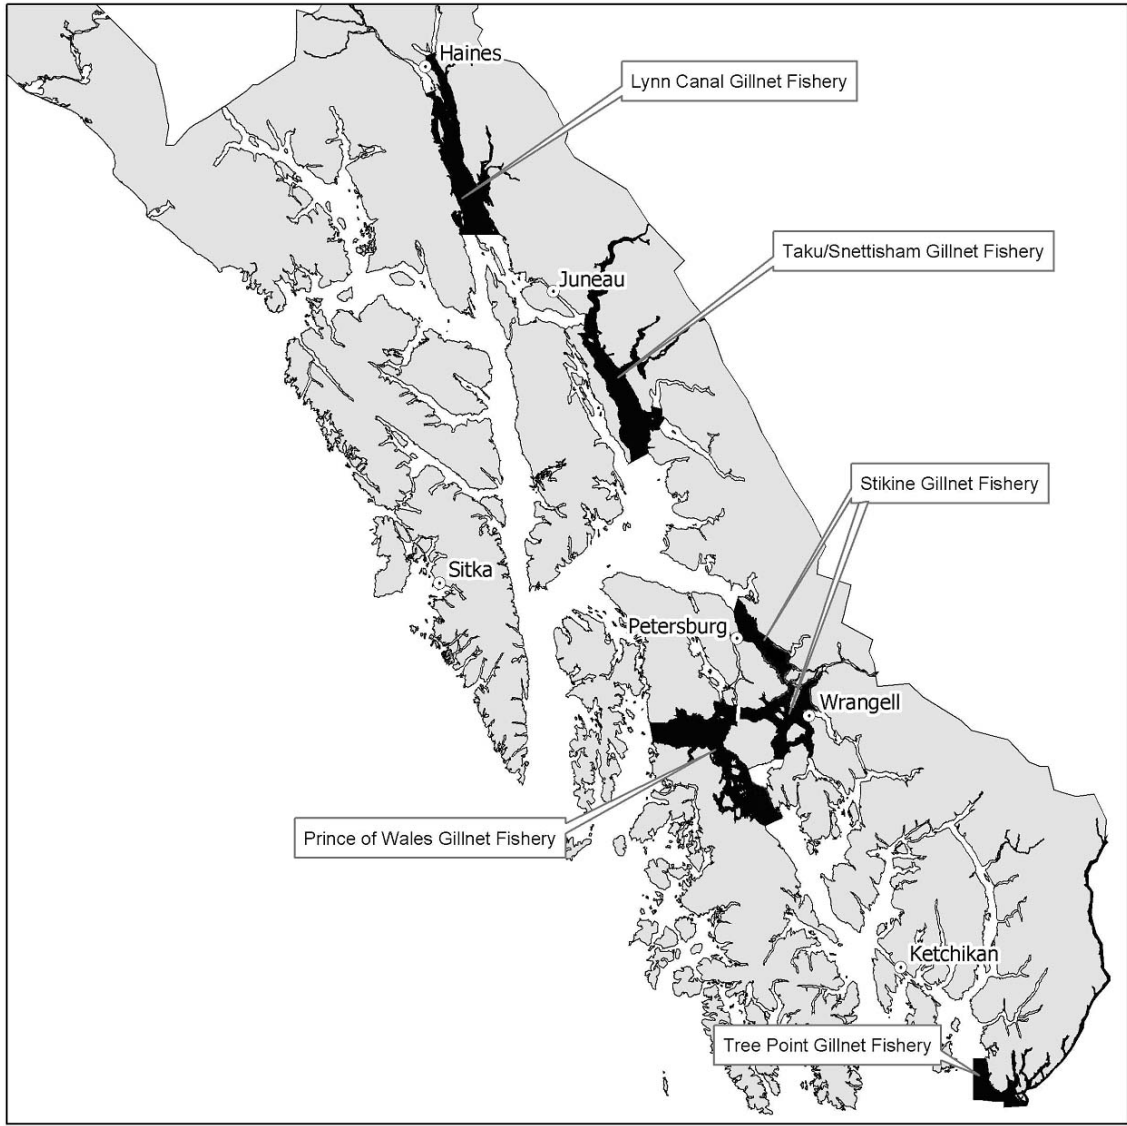 Haines
Lynn Canal Gillnet Fishery
Taku/Snettisham Gillnet Fishery
Juneau
Stikine Gillnet Fishery
Sitka
Petersburg
Wrangell
Prince of Wales Gillnet Fishery
Ketchikan
Tree Point Gillnet Fishery